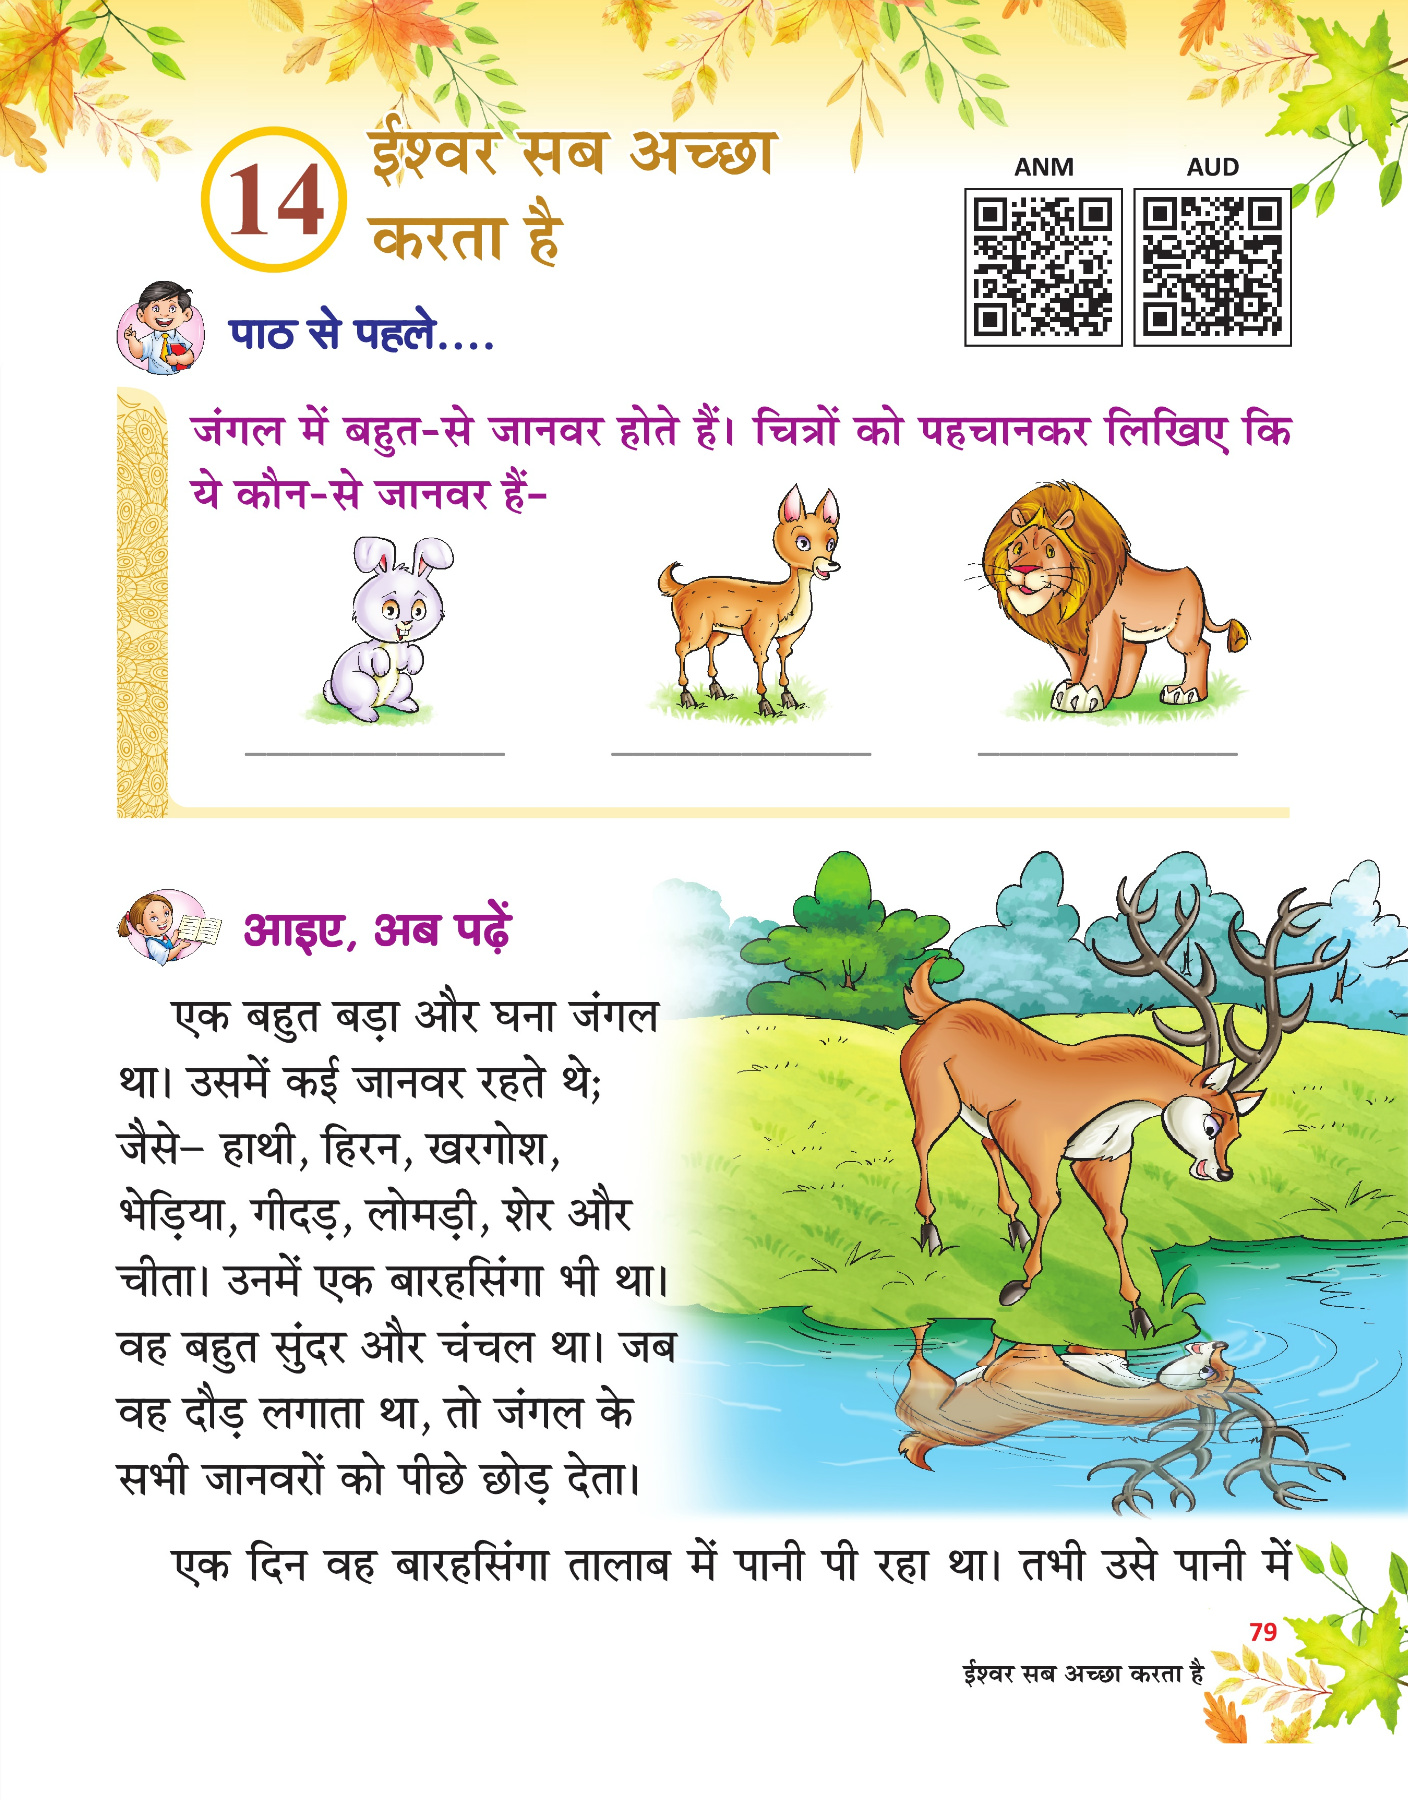 14
ईश्वर सब अच्छा
करता है
ANM
AUD
पाठ से पहले....
जंगल में बहुत-से जानवर होते हैं। चित्रों को पहचानकर लिखिए कि
ये कौन-से जानवर हैं-
आइए, अब पढ़ें
एक बहुत बड़ा और घना जंगल
था। उसमें कई जानवर रहते थे;
जैसे– हाथी, हिरन, खरगोश,
भेड़िया, गीदड़, लोमड़ी, शेर और
चीता। उनमें एक बारहसिंगा भी था।
वह बहुत सुंदर और चंचल था। जब
वह दौड़ लगाता था, तो जंगल के
सभी जानवरों को पीछे छोड़ देता।
एक दिन वह बारहसिंगा तालाब में पानी पी रहा था। तभी उसे पानी में
79
ईश्वर सब अच्छा करता है